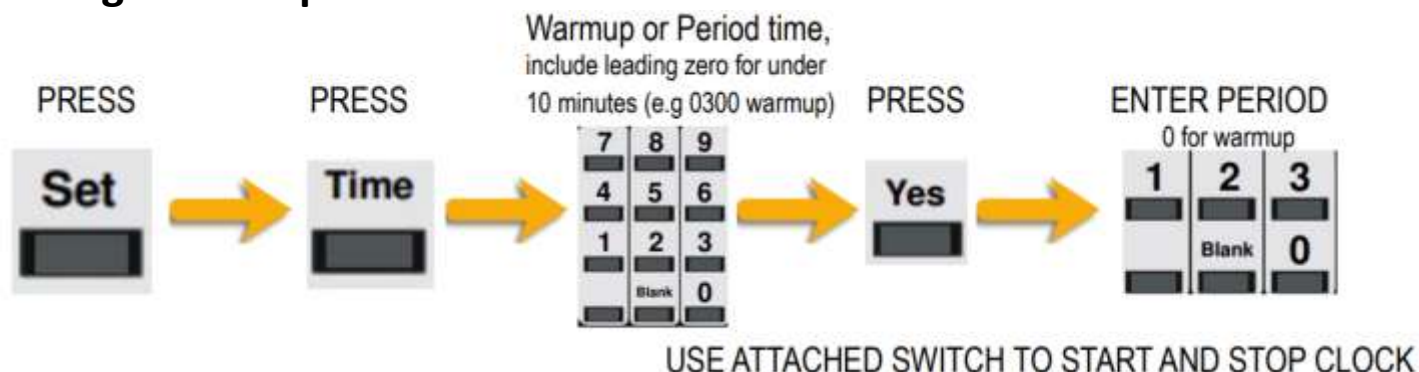 Warmup or Period time,
include leading zero for under
10 minutes (e.g 0300 warmup)
PRESS
PRESS
PRESS
ENTER PERIOD
0 for warmup
Set
Time
7 8 9
4 5 6
1 2 3
Blank 0
Yes
1 2 3
Blank 0
USE ATTACHED SWITCH TO START AND STOP CLOCK